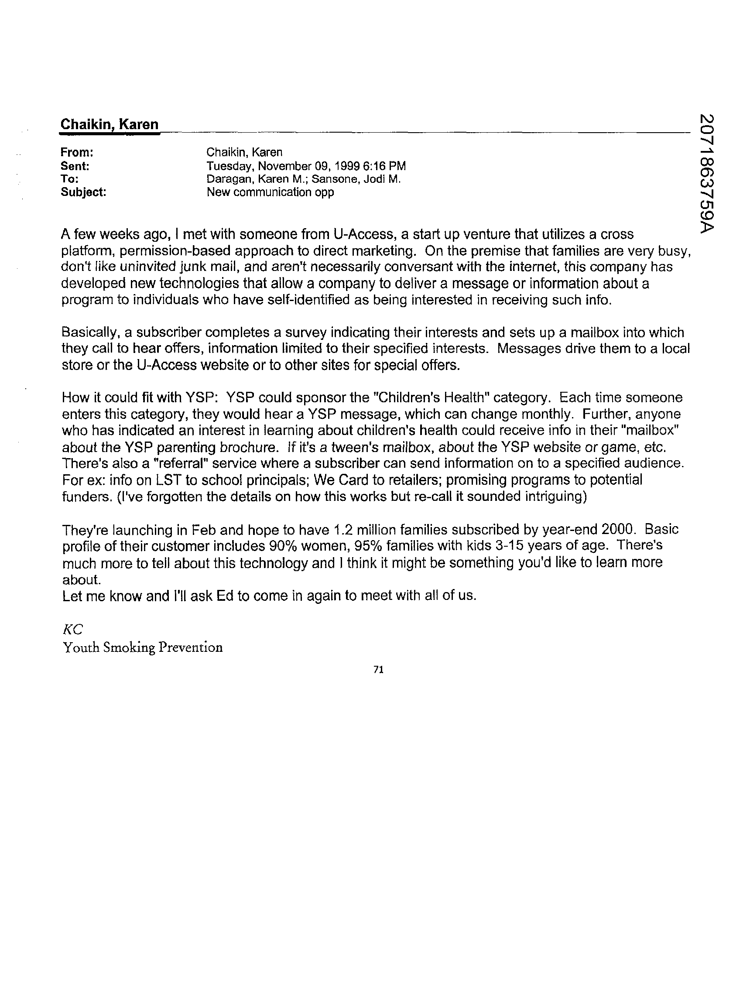 Chaikin, Karen
From: Chaikin, Karen
Sent: Tuesday, November 09, 1999 6:16 PM
To: Daragan, Karen M.; Sansone, Jodi M.
Subject: New communication opp
A few weeks ago, I met with someone from U-Access, a start up venture that utilizes a cross
platform, permission-based approach to direct marketing. On the premise that families are very busy,
don't like uninvited junk mail, and aren't necessarily conversant with the internet, this company has
developed new technologies that allow a company to deliver a message or information about a
program to individuals who have self-identified as being interested in receiving such info.
Basically, a subscriber completes a survey indicating their interests and sets up a mailbox into which
they call to hear offers, information limited to their specified interests. Messages drive them to a local
store or the U-Access website or to other sites for special offers.
How it could fit with YSP: YSP could sponsor the "Children's Health" category. Each time someone
enters this category, they would hear a YSP message, which can change monthly. Further, anyone
who has indicated an interest in learning about children's health could receive info in their "mailbox"
about the YSP parenting brochure. If it's a tween's mailbox, about the YSP website or game, etc.
There's also a "referral" service where a subscriber can send information on to a specified audience.
For ex: info on LST to school principals; We Card to retailers; promising programs to potential
funders. (I've forgotten the details on how this works but re-call it sounded intriguing)
They're launching in Feb and hope to have 1.2 million families subscribed by year-end 2000. Basic
profile of their customer includes 90% women, 95% families with kids 3-15 years of age. There's
much more to tell about this technology and I think it might be something you'd like to learn more
about.
Let me know and I'll ask Ed to come in again to meet with all of us.
KC
Youth Smoking Prevention
71
2071863759A